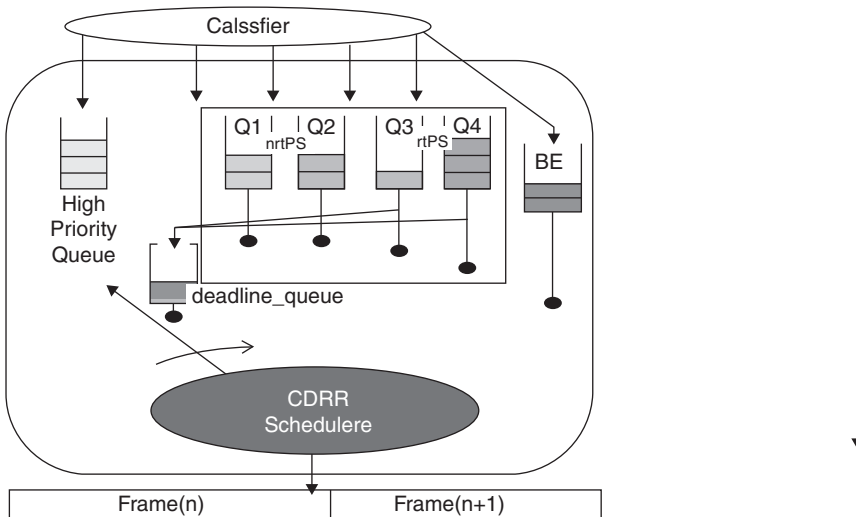 Calssfier
Q1
Q2
Q3
Q4
nrtPS
rtPS
BE
High
Priority
Queue
deadline_queue
CDRR
Schedulere
Frame(n)
Frame(n+1)